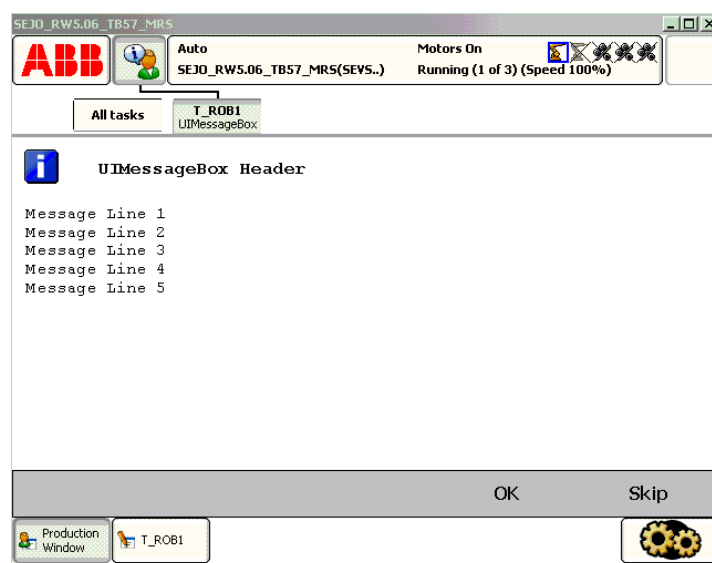 SEJO_RW5.06_TB57_MRS
ABB
Auto
SEJO_RW5.06_TB57_MRS(SEVS..)
Motors On
Running (1 of 3) (Speed 100%)
All tasks
T_ROB1
UIMessageBox
UIMessageBox Header
Message Line 1
Message Line 2
Message Line 3
Message Line 4
Message Line 5
OK
Skip
Production
Window
T_ROB1